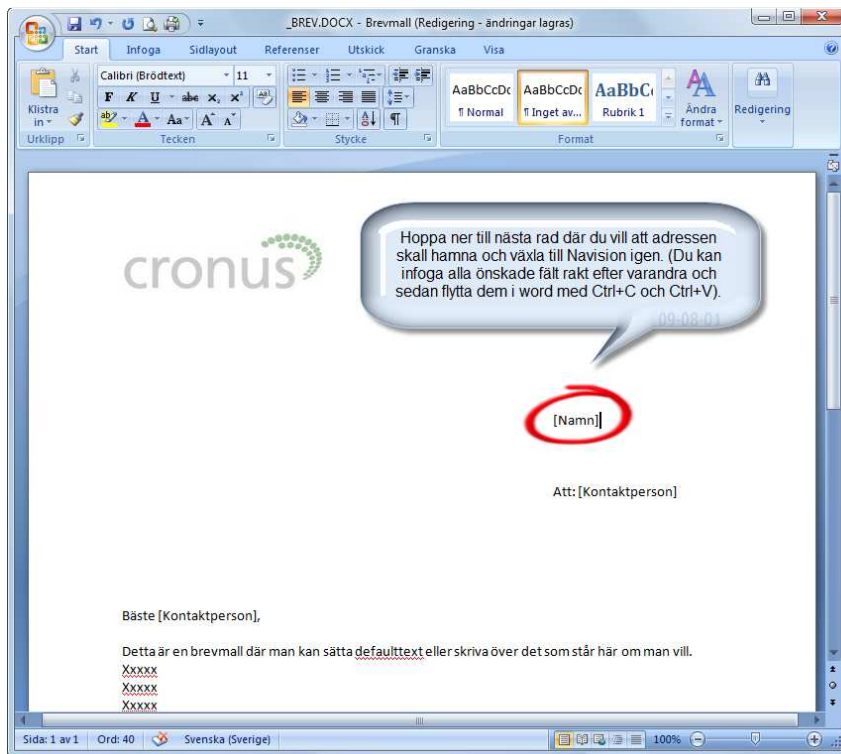 _BREV.DOCX - Brevmall (Redigering - ändringar lagras)
Start Infoga Sidlayout Referenser Utskick Granska Visa
Calibri (Brödtext) 11
F K U abe x, x²
ab Aa A A
Klistra in
AaBbCcDc AaBbCcDc AaBbC
¶ Normal ¶ Inget av... Rubrik 1
Ändra format
Redigering
Urklipp Tecken Stycke Format
cronus
Hoppa ner till nästa rad där du vill att adressen
skall hamna och växla till Navision igen. (Du kan
infoga alla önskade fält rakt efter varandra och
sedan flytta dem i word med Ctrl+C och Ctrl+V).
09-08-01
[Namn]
Att: [Kontaktperson]
Bäste [Kontaktperson],
Detta är en brevmall där man kan sätta defaulttext eller skriva över det som står här om man vill.
Xxxxx
Xxxxx
Xxxxx
Sida: 1 av 1 Ord: 40 Svenska (Sverige) 100%